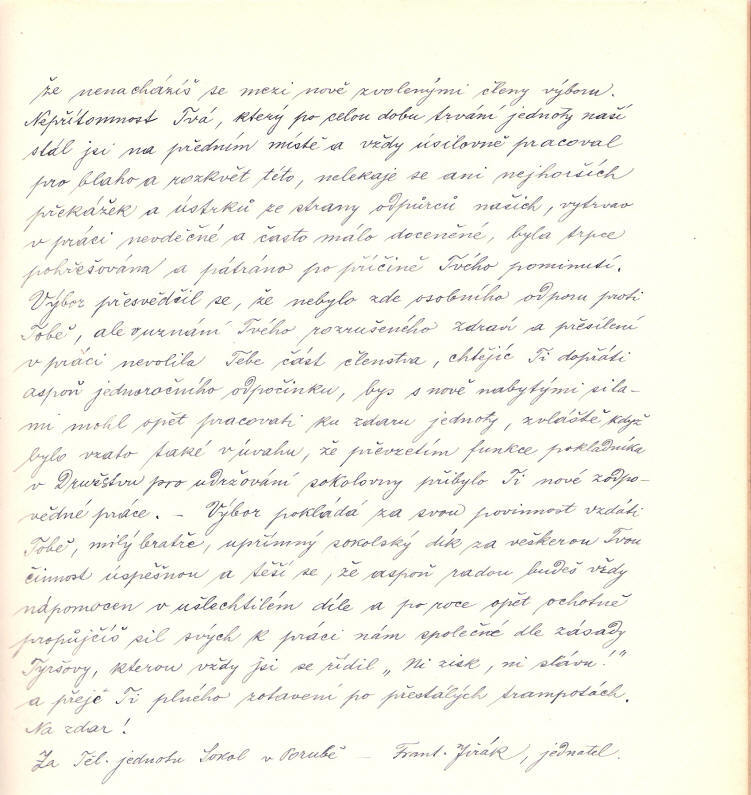 že nenacházíš se mezi nově zvolenými členy výboru.
Nepřítomnost Tvá, který po celou dobu trvání jednoty naší
stál jsi na předním místě a vždy úsilovně pracoval
pro blaho a rozkvět této, nelekaje se ani nejhorších
překážek a ústrků ze strany odpůrců našich, vytrvav
v práci nevděčné a často málo doceněné, byla trpce
pohřešována a pátráno po příčině Tvého pominutí.
Výbor přesvědčil se, že nebylo zde osobního odporu proti
Tobě, ale v uznání Tvého rozrušeného zdraví a přesílení
v práci nevolila Tebe část členstva, chtějíc Ti dopřáti
aspoň jednoročního odpočinku, bys s nově nabytými sila-
mi mohl opět pracovati ku zdaru jednoty, zvláště když
bylo vzato také v úvahu, že převzetím funkce pokladníka
v Družstvu pro udržování sokolovny přibylo Ti nové zodpo-
vědné práce. – Výbor pokládá za svou povinnost vzdáti
Tobě, milý bratře, upřímný sokolský dík za veškerou Tvou
činnost úspěšnou a těší se, že aspoň radou budeš vždy
nápomocen v ušlechtilém díle a po roce opět ochotně
propůjčíš sil svých k práci nám společné dle zásady
Tyršovy, kterou vždy jsi se řídil „Ni zisk, ni slávu!"
a přeje Ti plného zotavení po přestálých trampotách.
Na zdar!
Za Těl. jednotu Sokol v Porubě – Frant. Jirák, jednatel.